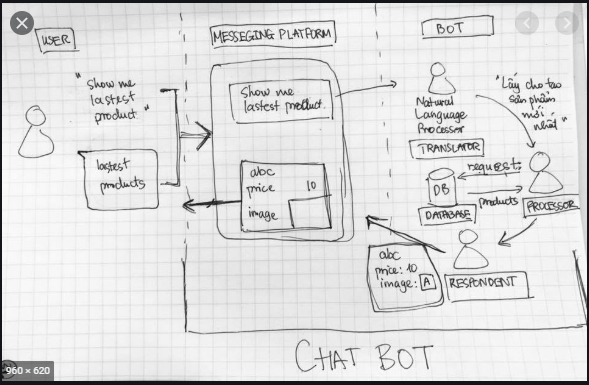 USER
"show me
lastest
product."
lastest
products
MESSEGING PLATFORM
Show me
lastest product.
abc
price 10
image
BOT
Natural
Language
Processor
TRANSLATOR
"Lấy cho tao
sản phẩm
mới
nhất"
request
DB
products
DATABASE
PROCESSOR
abc
price: 10
image: A
RESPONDENT
CHAT BOT
960 × 620